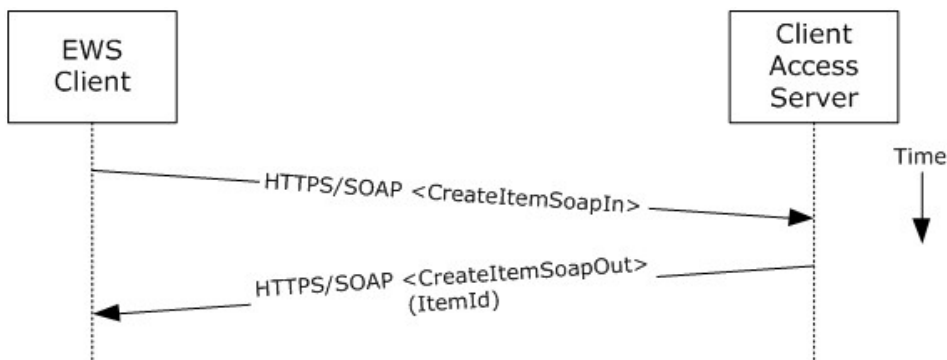 EWS
Client
Client
Access
Server
Time
HTTPS/SOAP <CreateItemSoapIn>
HTTPS/SOAP <CreateItemSoapOut>
(ItemId)